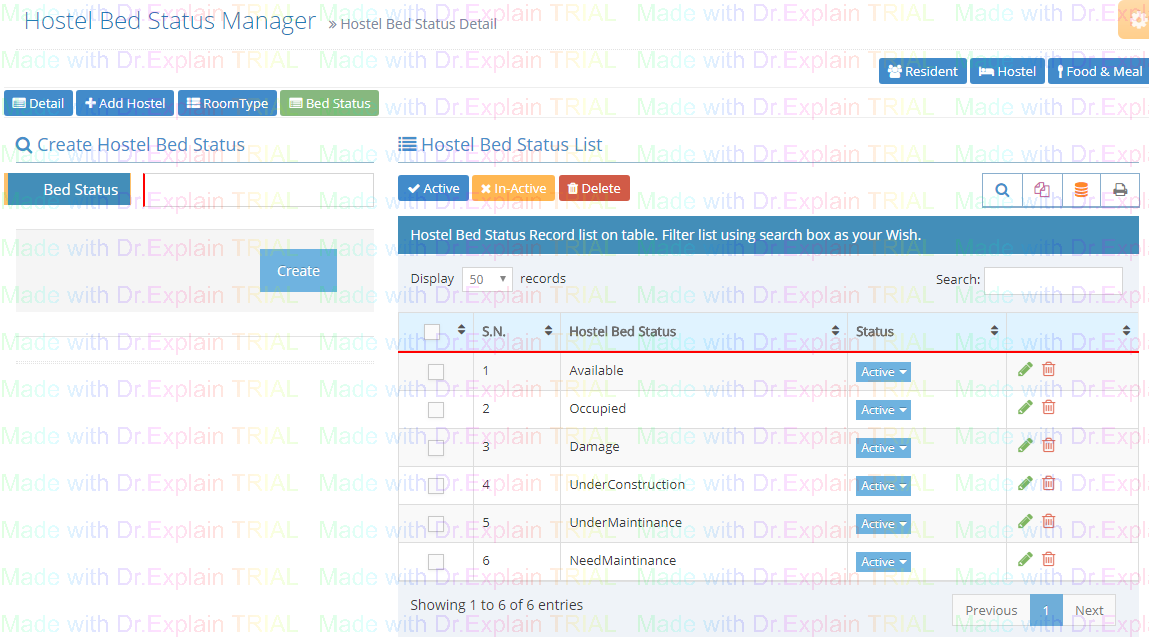 Hostel Bed Status Manager » Hostel Bed Status Detail
Resident Hostel Food & Meal
Detail Add Hostel RoomType Bed Status
Create Hostel Bed Status
Bed Status
Create
Hostel Bed Status List
Active In-Active Delete
Hostel Bed Status Record list on table. Filter list using search box as your Wish.
Display 50 records Search:
S.N. Hostel Bed Status Status
1 Available Active
2 Occupied Active
3 Damage Active
4 UnderConstruction Active
5 UnderMaintinance Active
6 NeedMaintinance Active
Showing 1 to 6 of 6 entries
Previous 1 Next
Made with Dr.Explain TRIAL